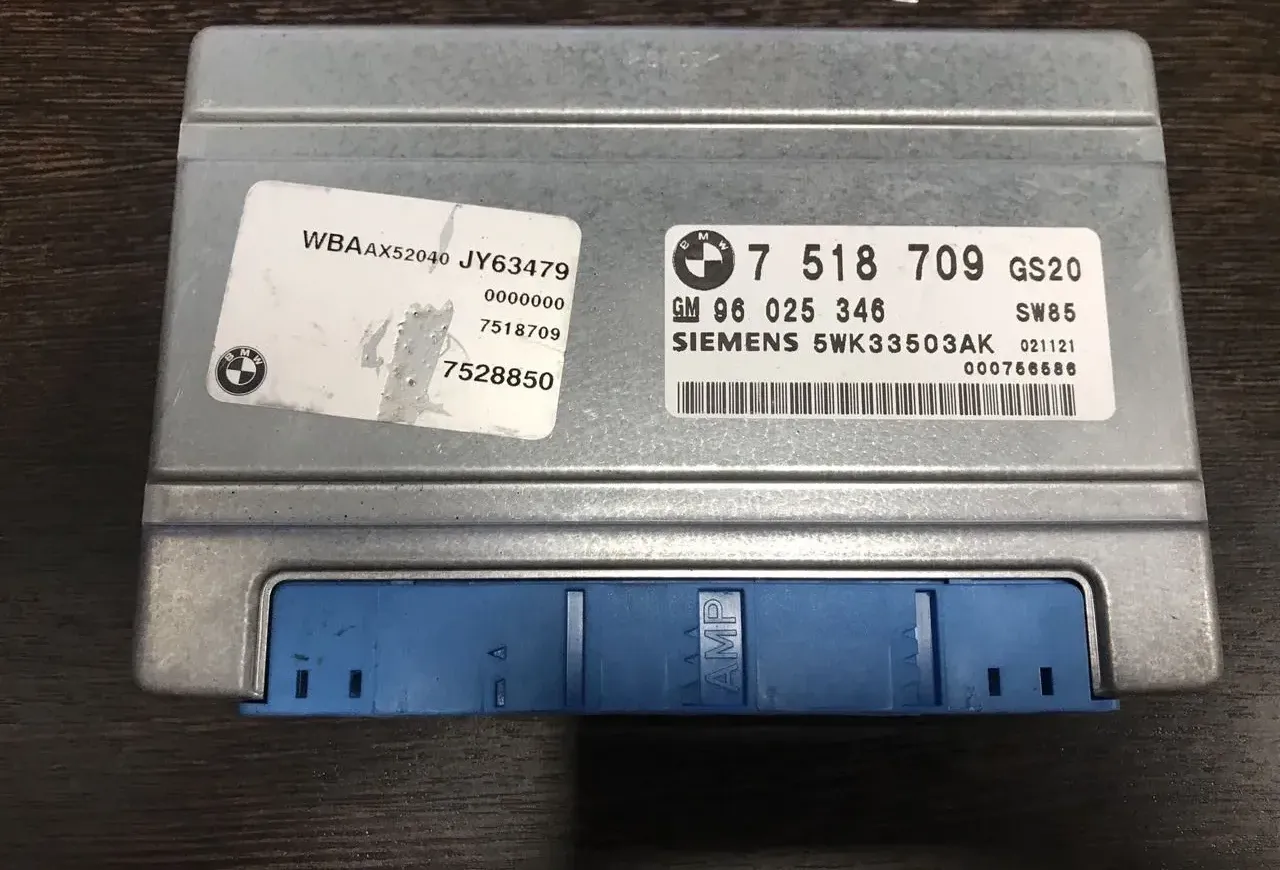 WBAAX52040 JY63479
0000000
7518709
BMW
7528850
BMW 7 518 709 GS20
GM 96 025 346 SW85
SIEMENS 5WK33503AK 021121
000756586
A
AMP